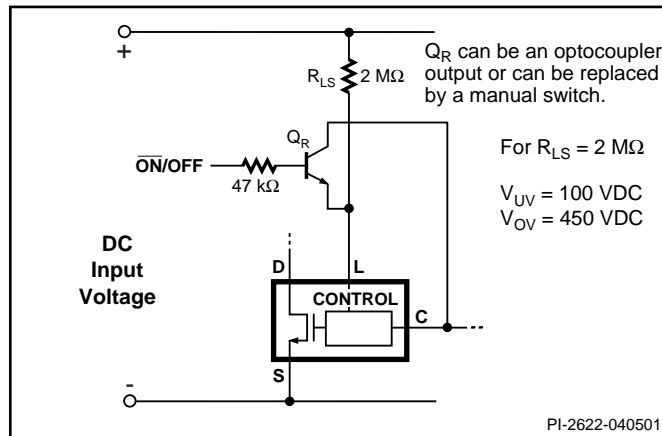 +
R_LS 2 MΩ
Q_R can be an optocoupler
output or can be replaced
by a manual switch.
Q_R
O̅N̅/OFF
47 kΩ
For R_LS = 2 MΩ
V_UV = 100 VDC
V_OV = 450 VDC
DC
Input
Voltage
D
L
CONTROL
C
S
-
PI-2622-040501